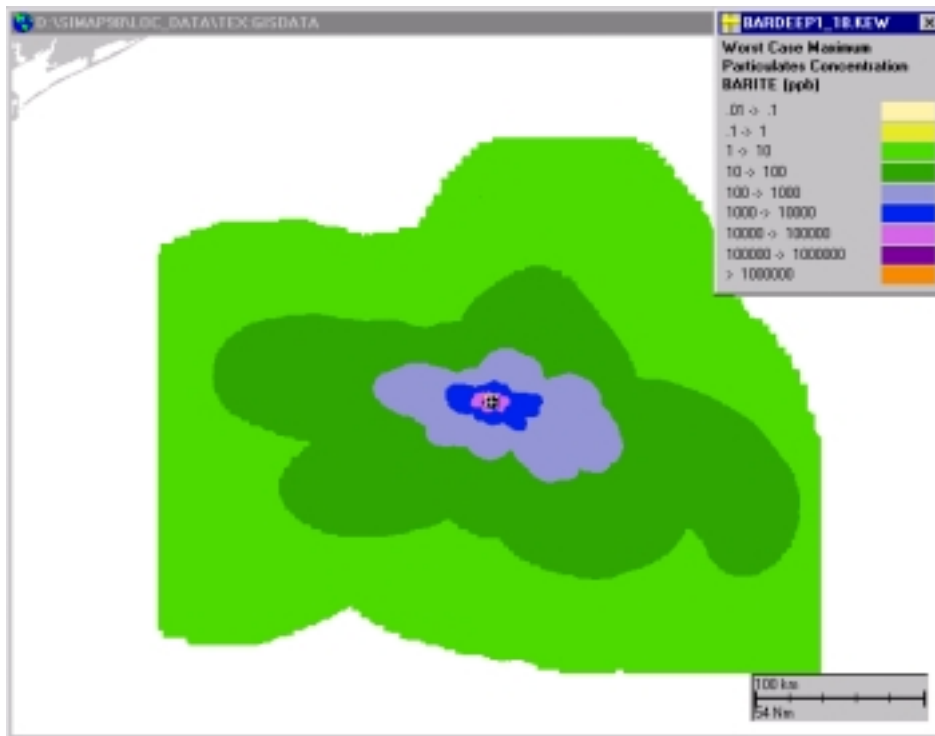 D:\SIMAP98\LOC_DATA\TEX.GISDATA
BARDEEP1_18.KEW
Worst Case Maximum
Particulates Concentration
BARITE (ppb)
.01 -> .1
.1 -> 1
1 -> 10
10 -> 100
100 -> 1000
1000 -> 10000
10000 -> 100000
100000 -> 1000000
> 1000000
100 km
54 Nm